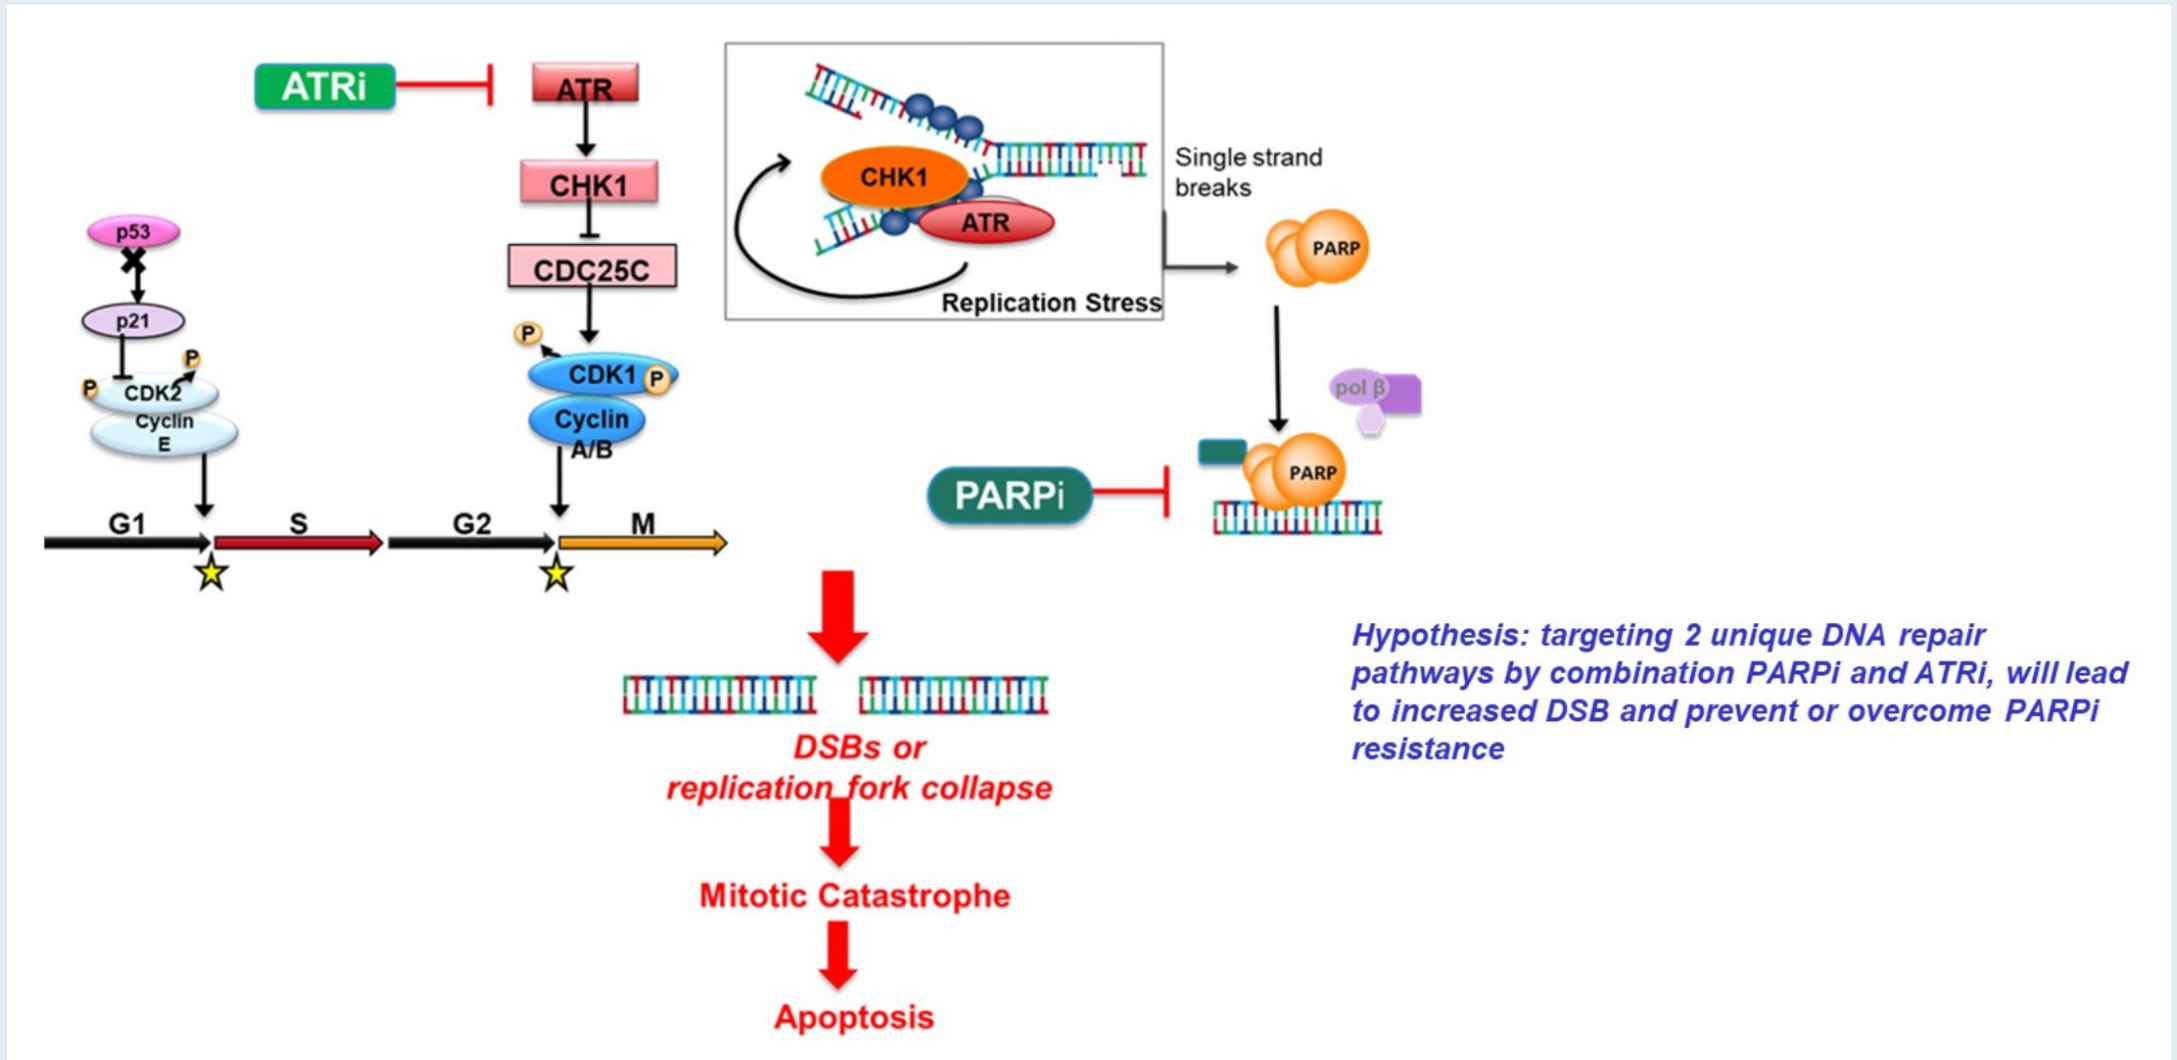 ATRi
ATR
CHK1
CDC25C
P
CDK1
P
Cyclin
A/B
p53
p21
P
P
CDK2
Cyclin
E
G1
S
G2
M
CHK1
ATR
Replication Stress
Single strand
breaks
PARP
pol β
PARP
PARPi
DSBs or
replication fork collapse
Mitotic Catastrophe
Apoptosis
Hypothesis: targeting 2 unique DNA repair
pathways by combination PARPi and ATRi, will lead
to increased DSB and prevent or overcome PARPi
resistance